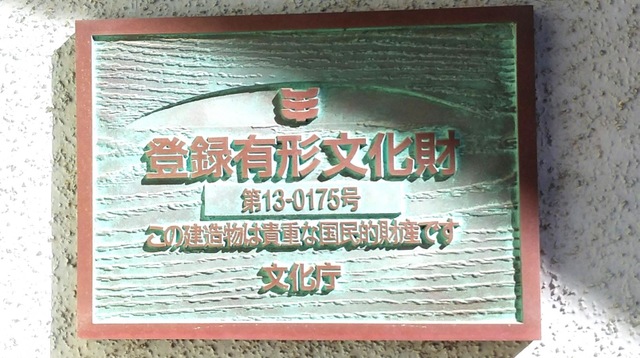 登録有形文化財
第13-0175号
この建造物は貴重な国民的財産です
文化庁